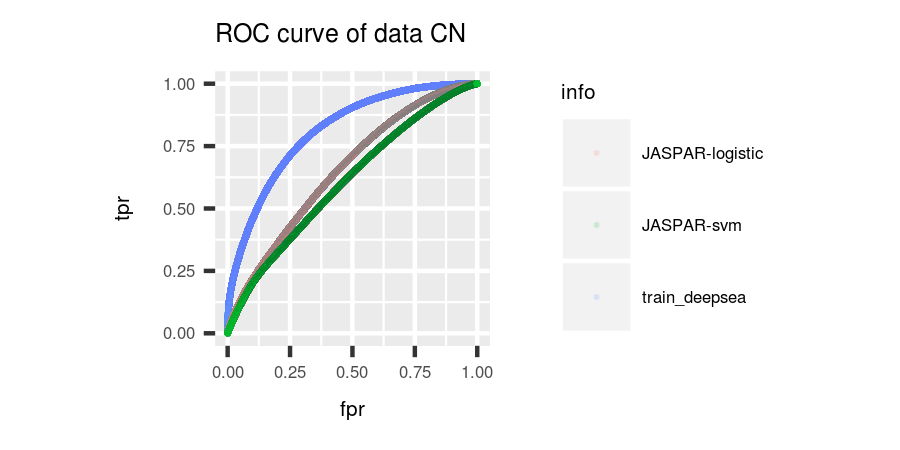 ROC curve of data CN
1.00
0.75
0.50
0.25
0.00
tpr
0.00 0.25 0.50 0.75 1.00
fpr
info
JASPAR-logistic
JASPAR-svm
train_deepsea